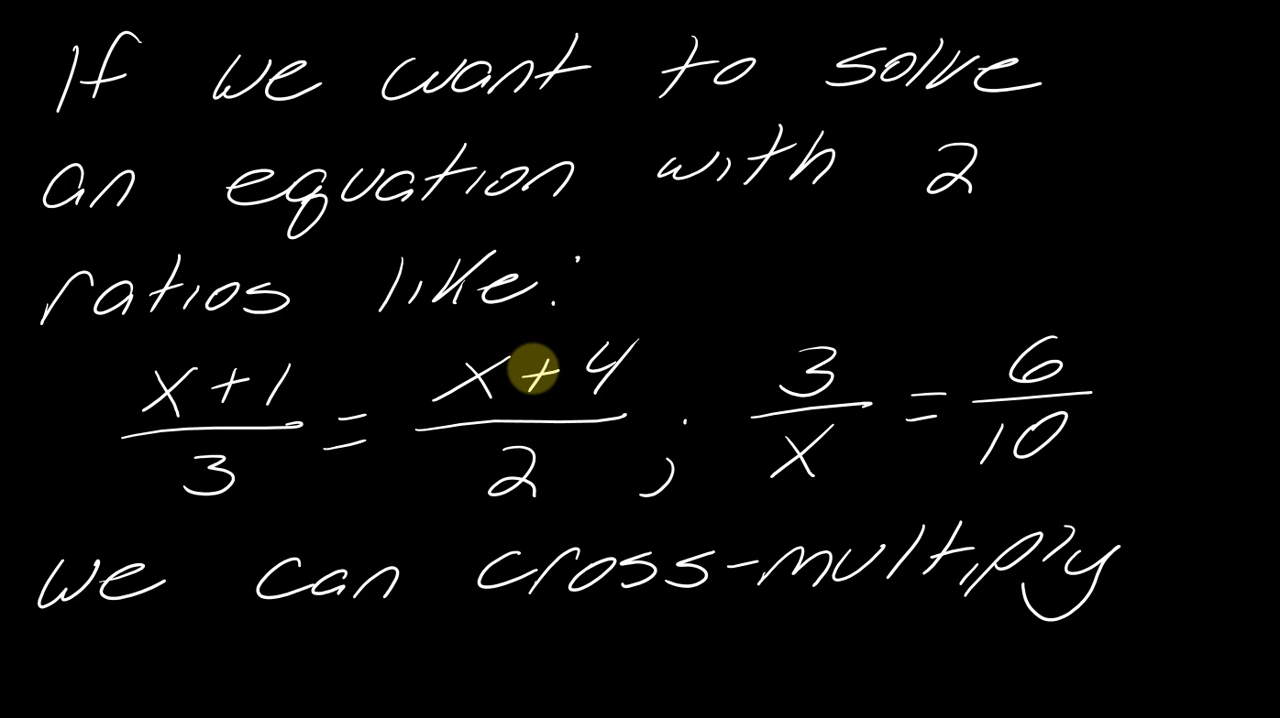 If we want to solve
an equation with 2
ratios like:
x+1/3 = x+4/2 ; 3/x = 6/10
we can cross-multiply